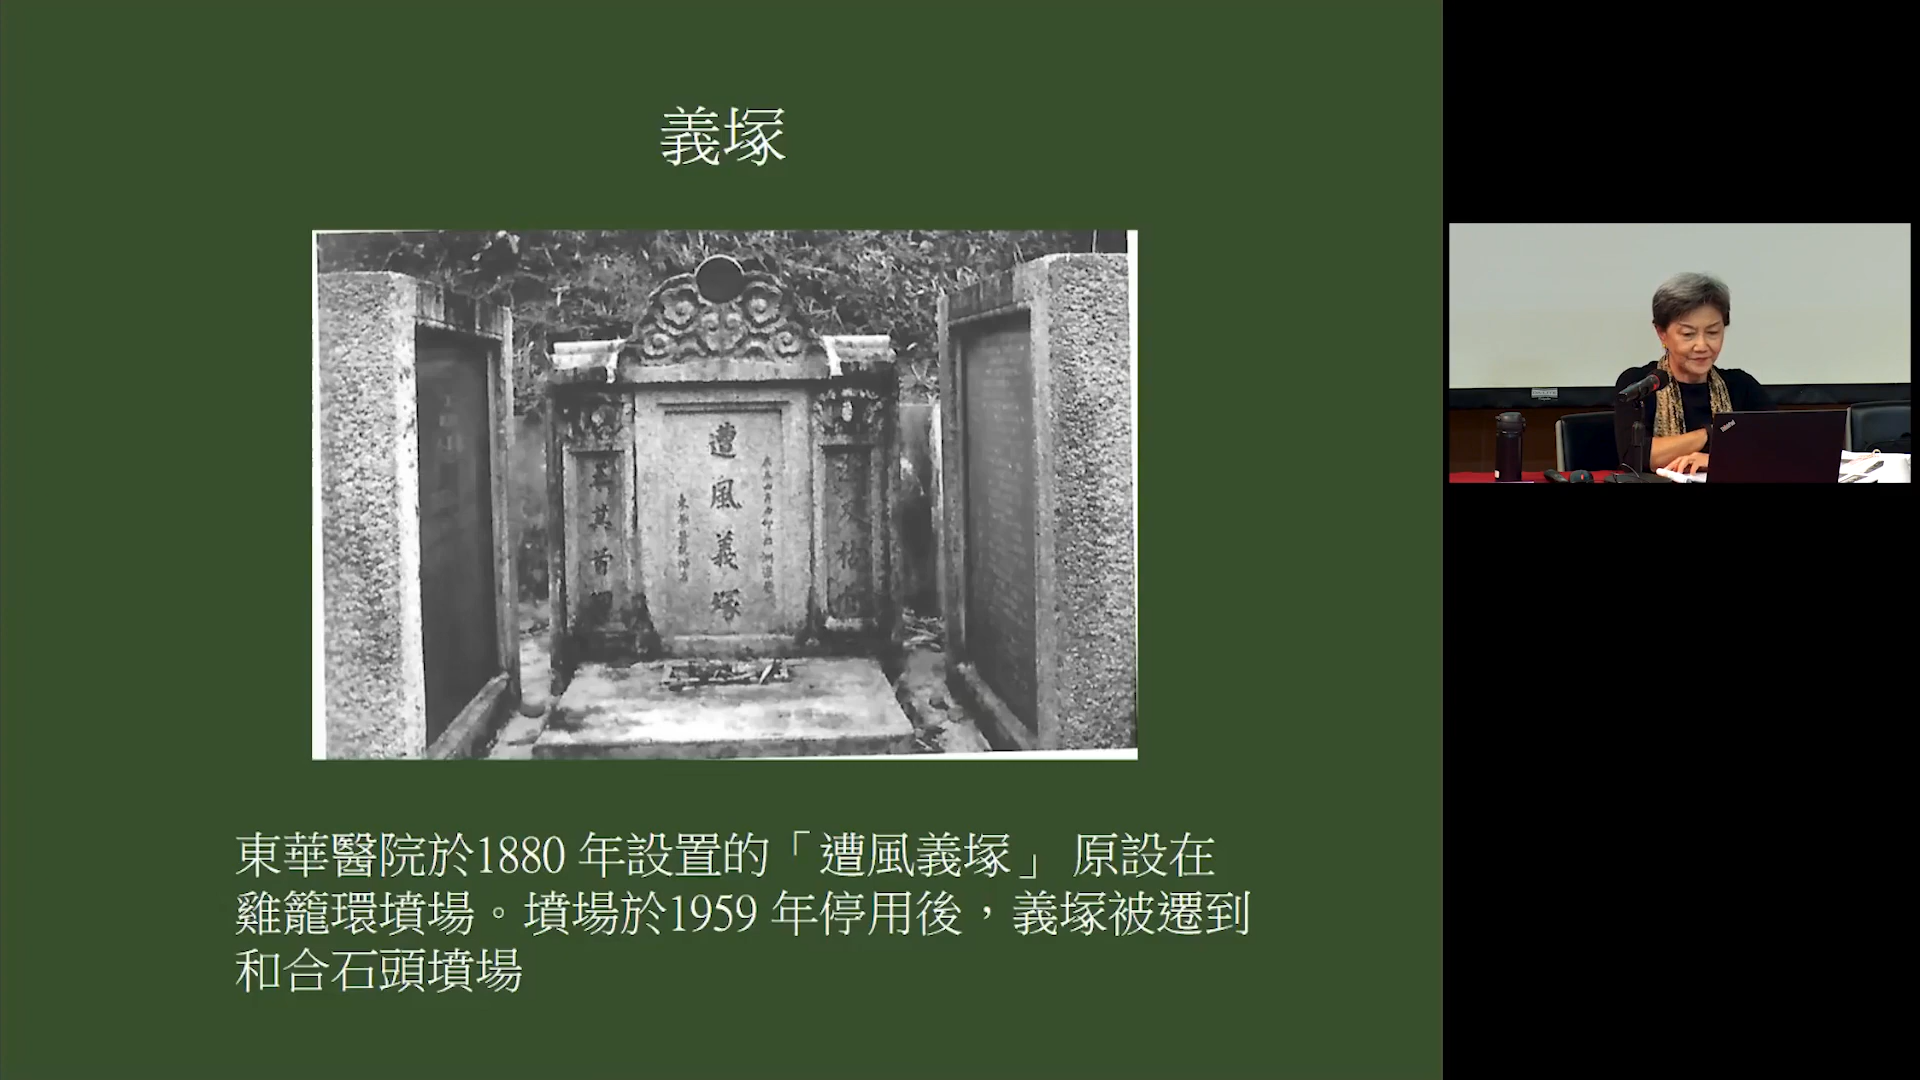 義塚
遭風義塚
東華醫院於1880 年設置的「遭風義塚」 原設在
雞籠環墳場。墳場於1959 年停用後，義塚被遷到
和合石頭墳場